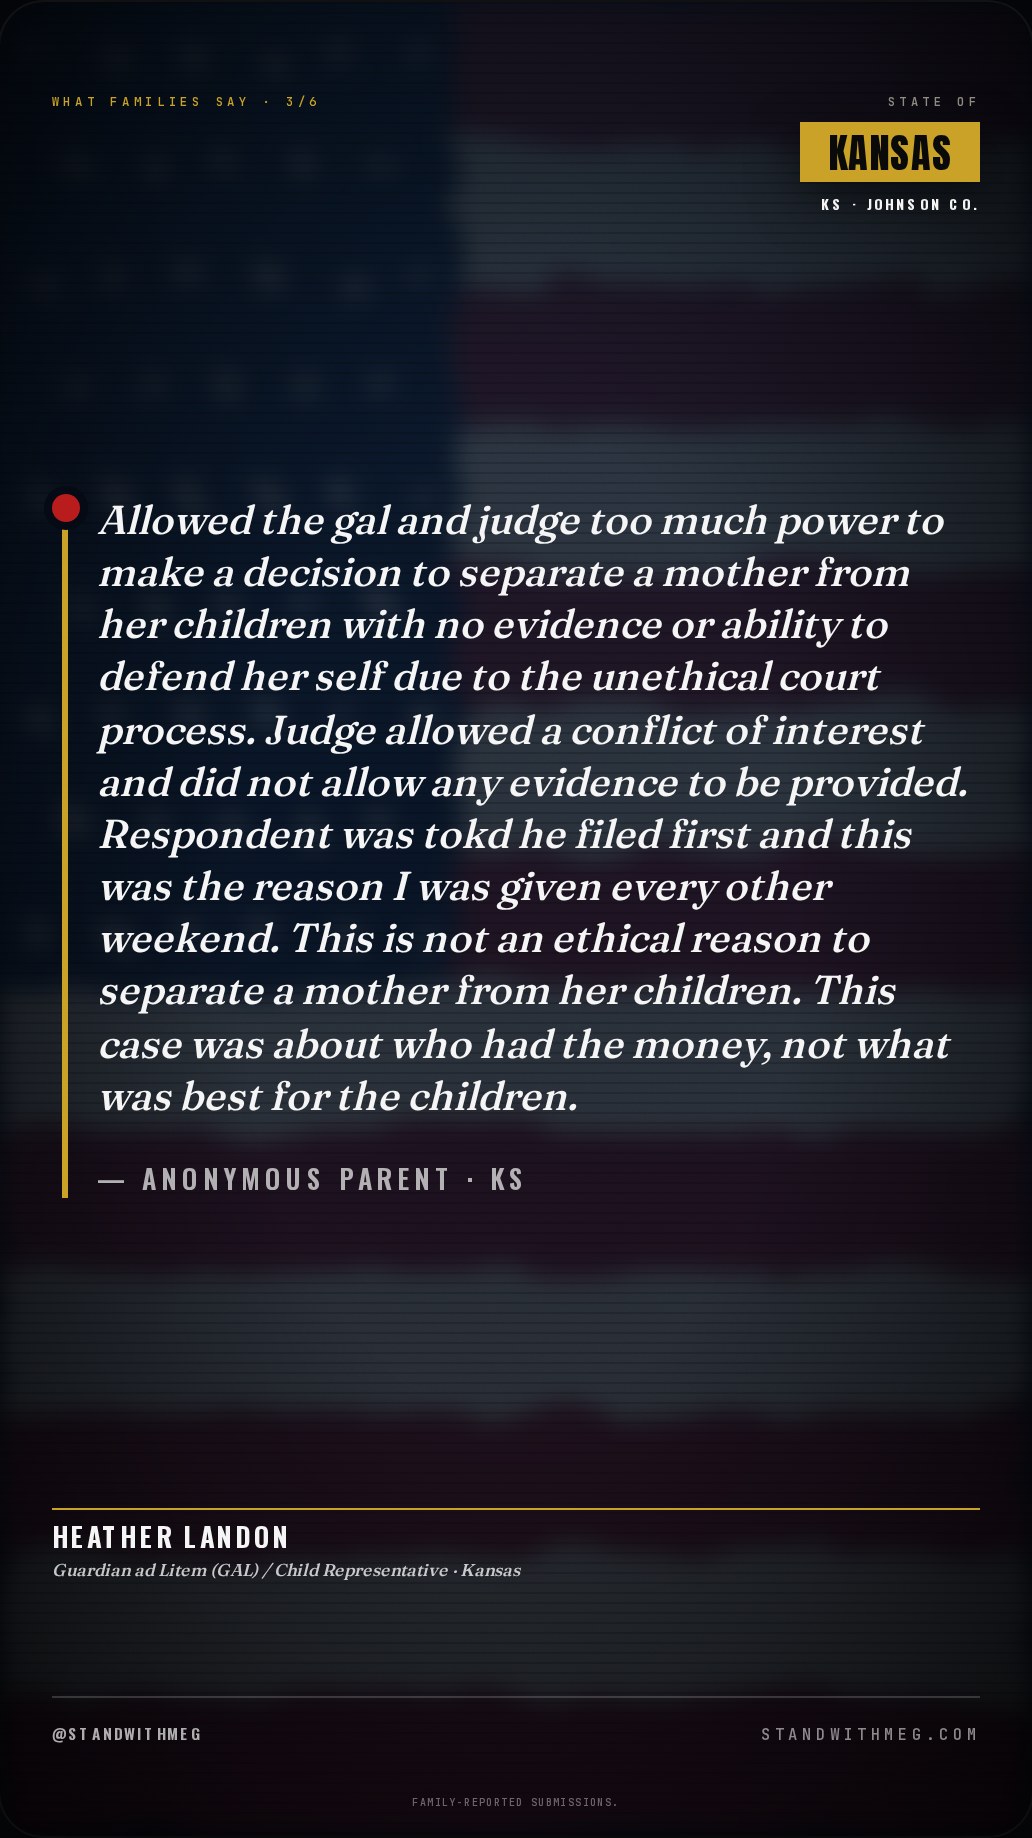 WHAT FAMILIES SAY · 3/6
STATE OF
KANSAS
KS · JOHNSON CO.
Allowed the gal and judge too much power to
make a decision to separate a mother from
her children with no evidence or ability to
defend her self due to the unethical court
process. Judge allowed a conflict of interest
and did not allow any evidence to be provided.
Respondent was tokd he filed first and this
was the reason I was given every other
weekend. This is not an ethical reason to
separate a mother from her children. This
case was about who had the money, not what
was best for the children.
— ANONYMOUS PARENT · KS
HEATHER LANDON
Guardian ad Litem (GAL) / Child Representative · Kansas
@STANDWITHMEG
STANDWITHMEG.COM
FAMILY-REPORTED SUBMISSIONS.